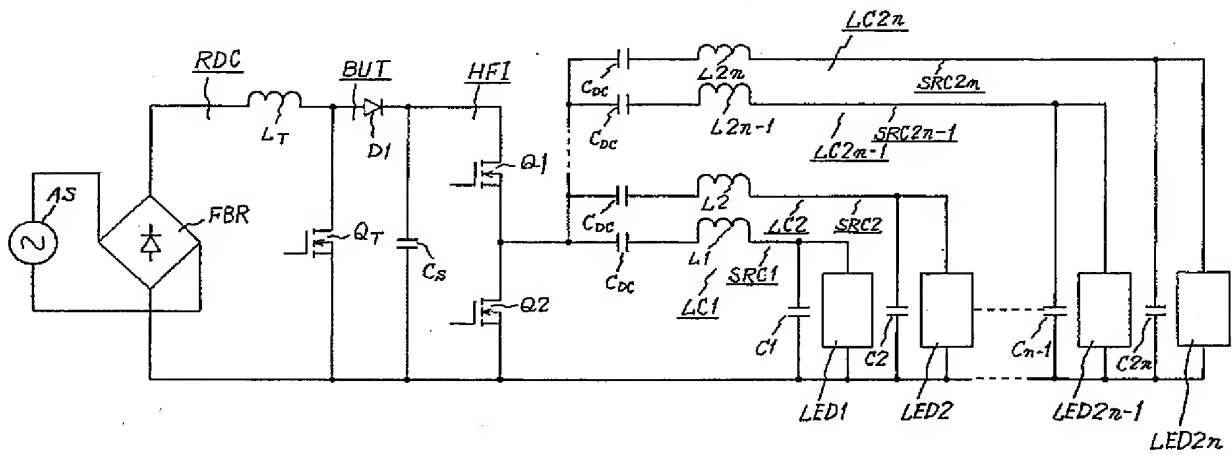 LC2n
RDC
BUT
HFI
CDC
L2n
SRC2n
LT
D1
CDC
L2n-1
SRC2n-1
LC2n-1
Q1
AS
FBR
CDC
L2
LC2
SRC2
QT
CS
CDC
L1
SRC1
LC1
Q2
C1
C2
Cn-1
C2n
LED1
LED2
LED2n-1
LED2n